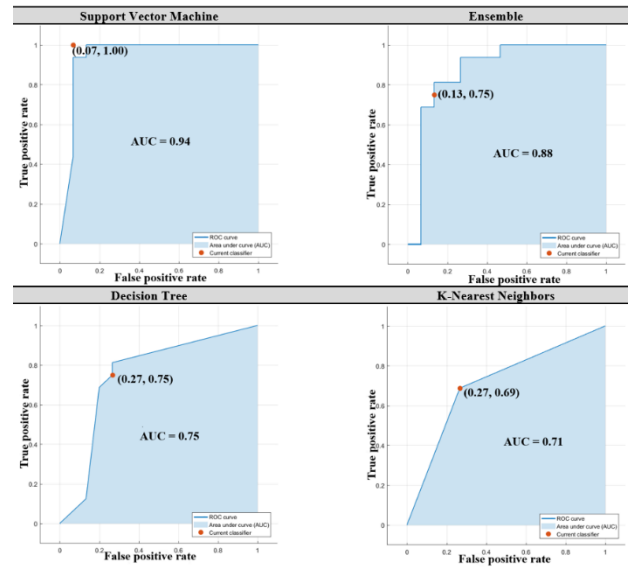 Support Vector Machine
Ensemble
(0.07, 1.00)
AUC = 0.94
True positive rate
1
0.8
0.6
0.4
0.2
0
0
0.2
0.4
0.6
0.8
1
False positive rate
ROC curve
Area under curve (AUC)
Current classifier
(0.13, 0.75)
AUC = 0.88
True positive rate
1
0.8
0.6
0.4
0.2
0
0
0.2
0.4
0.6
0.8
1
False positive rate
ROC curve
Area under curve (AUC)
Current classifier
Decision Tree
K-Nearest Neighbors
(0.27, 0.75)
AUC = 0.75
True positive rate
1
0.8
0.6
0.4
0.2
0
0
0.2
0.4
0.6
0.8
1
False positive rate
ROC curve
Area under curve (AUC)
Current classifier
(0.27, 0.69)
AUC = 0.71
True positive rate
1
0.8
0.6
0.4
0.2
0
0
0.2
0.4
0.6
0.8
1
False positive rate
ROC curve
Area under curve (AUC)
Current classifier